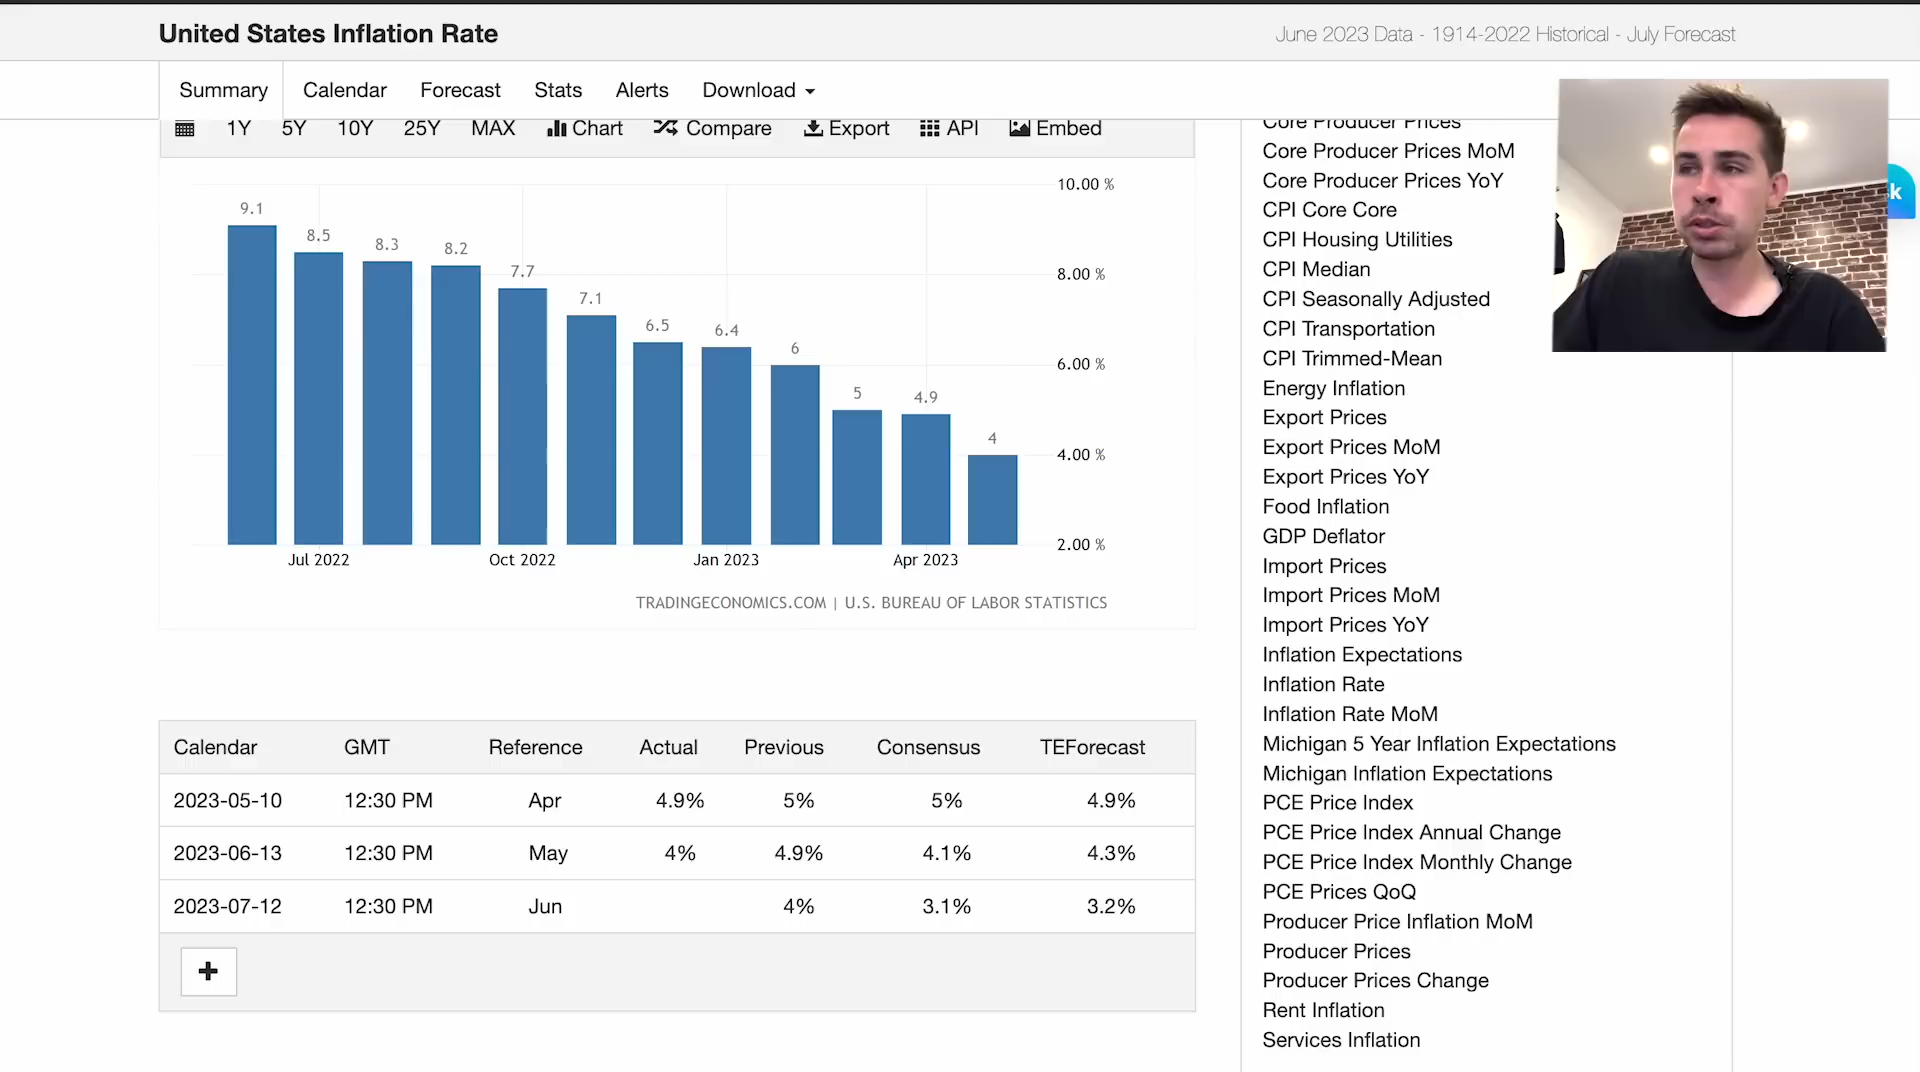 United States Inflation Rate
June 2023 Data - 1914-2022 Historical - July Forecast
Summary Calendar Forecast Stats Alerts Download
1Y 5Y 10Y 25Y MAX Chart Compare Export API Embed
10.00 %
8.00 %
6.00 %
4.00 %
2.00 %
9.1
8.5
8.3
8.2
7.7
7.1
6.5
6.4
6
5
4.9
4
Jul 2022 Oct 2022 Jan 2023 Apr 2023
TRADINGECONOMICS.COM | U.S. BUREAU OF LABOR STATISTICS
Calendar GMT Reference Actual Previous Consensus TEForecast
2023-05-10 12:30 PM Apr 4.9% 5% 5% 4.9%
2023-06-13 12:30 PM May 4% 4.9% 4.1% 4.3%
2023-07-12 12:30 PM Jun 4% 3.1% 3.2%
+
Core Producer Prices
Core Producer Prices MoM
Core Producer Prices YoY
CPI Core Core
CPI Housing Utilities
CPI Median
CPI Seasonally Adjusted
CPI Transportation
CPI Trimmed-Mean
Energy Inflation
Export Prices
Export Prices MoM
Export Prices YoY
Food Inflation
GDP Deflator
Import Prices
Import Prices MoM
Import Prices YoY
Inflation Expectations
Inflation Rate
Inflation Rate MoM
Michigan 5 Year Inflation Expectations
Michigan Inflation Expectations
PCE Price Index
PCE Price Index Annual Change
PCE Price Index Monthly Change
PCE Prices QoQ
Producer Price Inflation MoM
Producer Prices
Producer Prices Change
Rent Inflation
Services Inflation